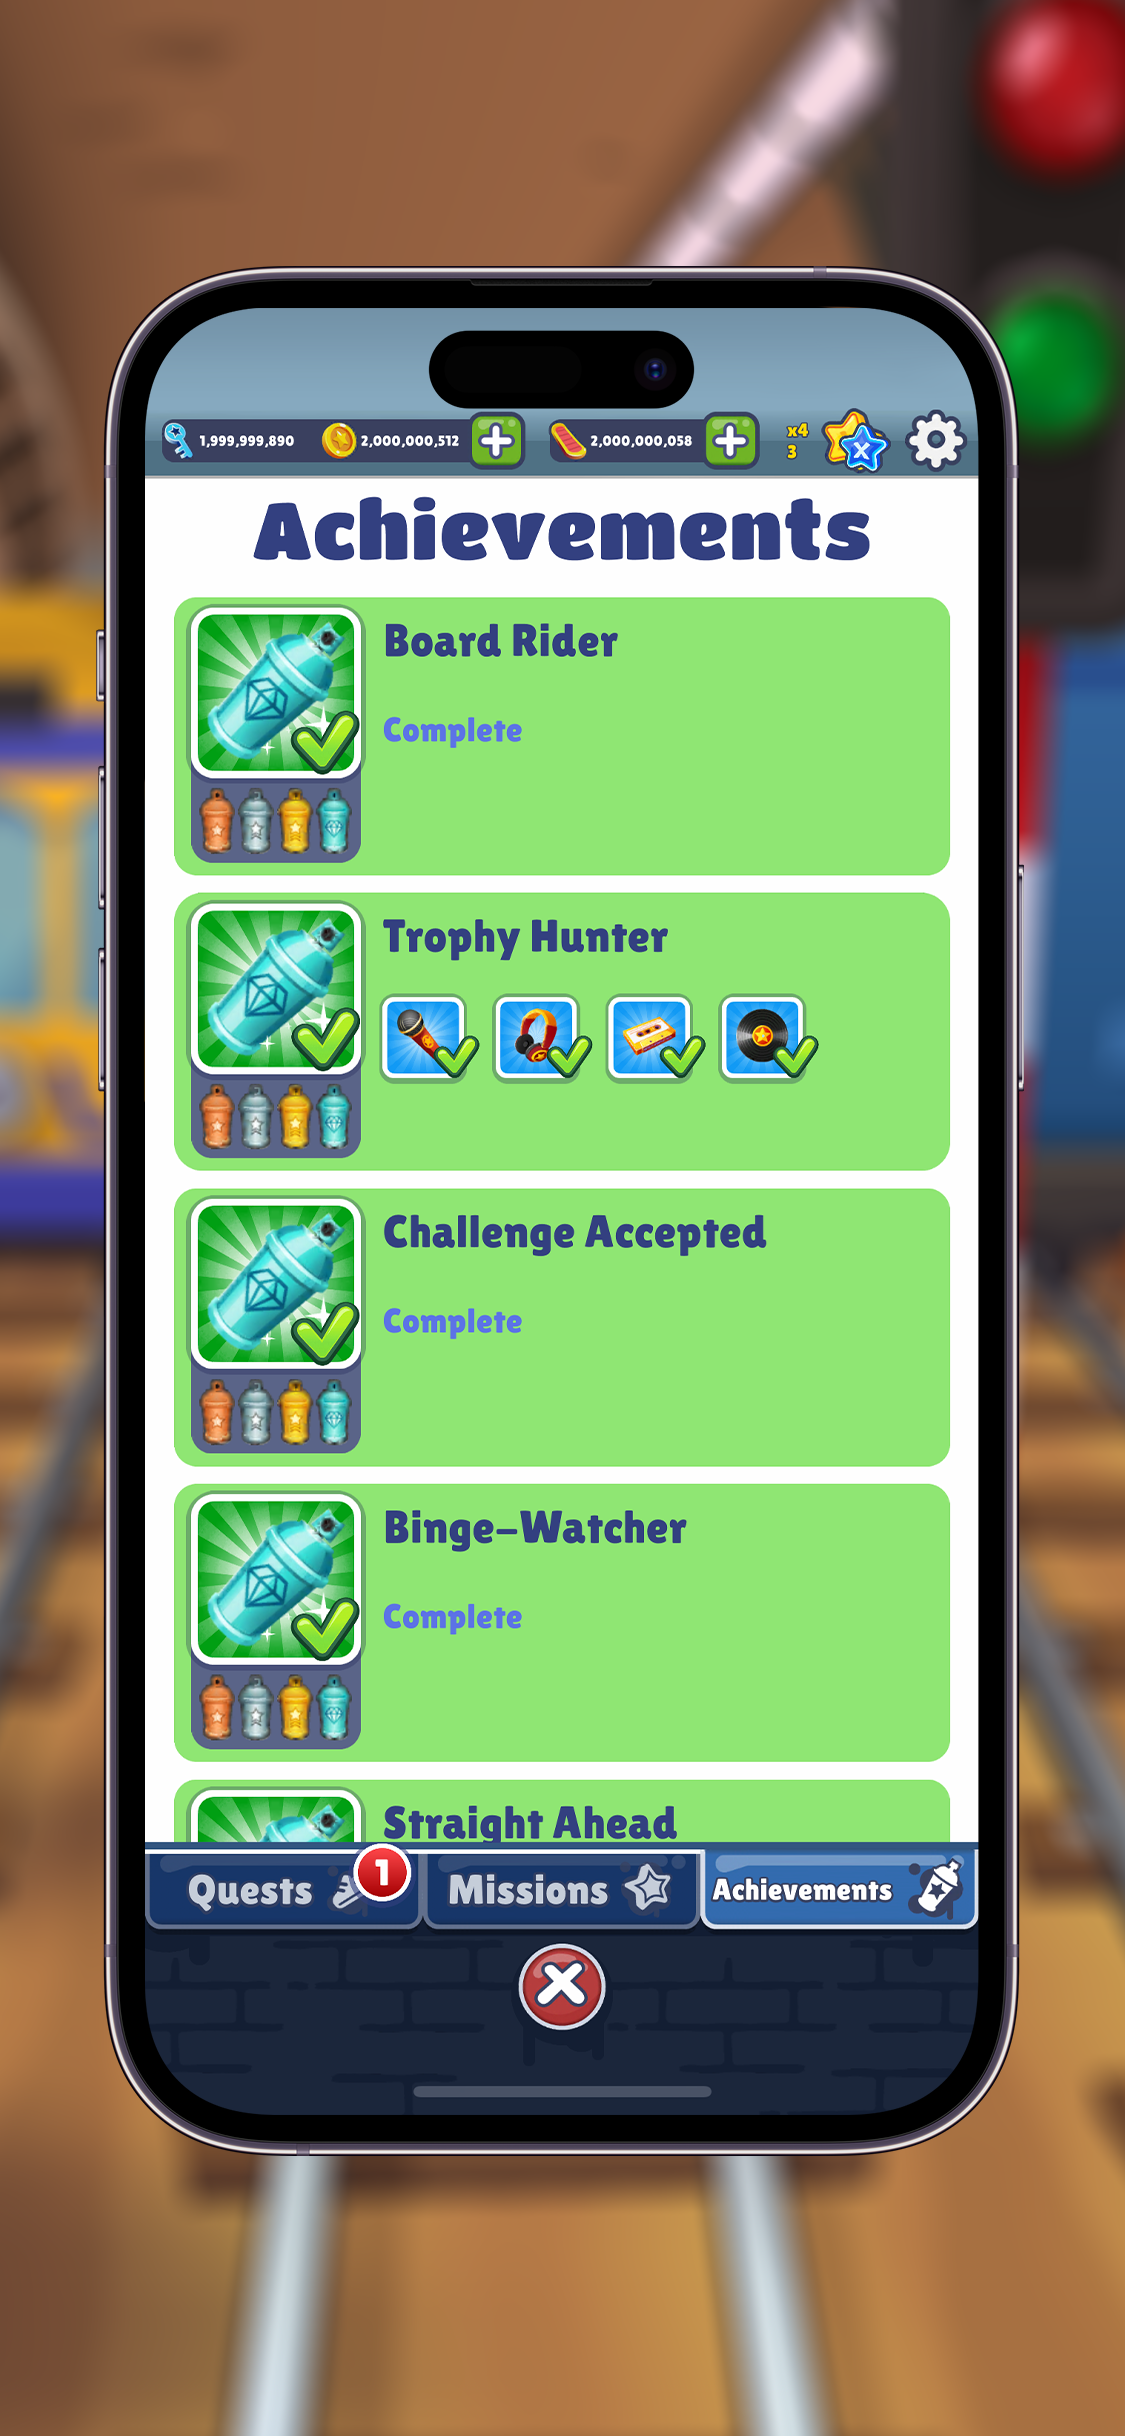 1,999,999,890 2,000,000,512 2,000,000,058 x4
3
Achievements
Board Rider
Complete
Trophy Hunter
Challenge Accepted
Complete
Binge-Watcher
Complete
Straight Ahead
Quests 1 Missions Achievements